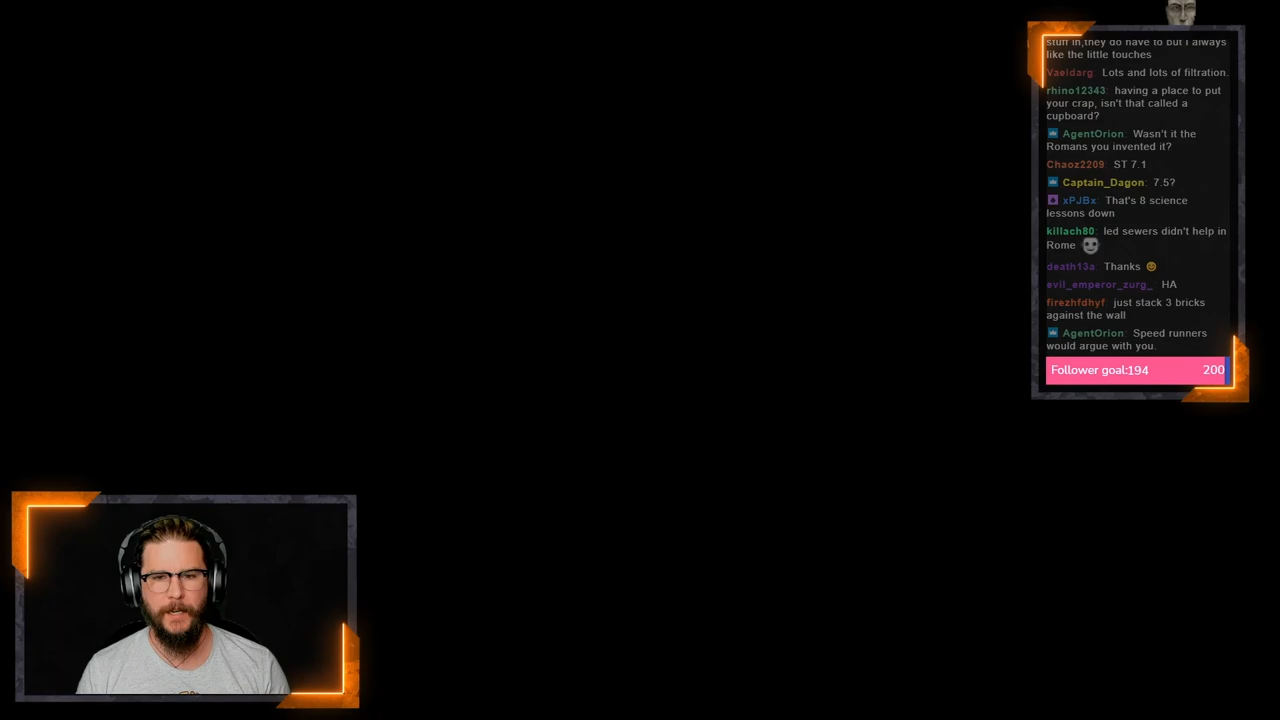 stuff in,they do have to but I always
like the little touches
Vaeldarg: Lots and lots of filtration.
rhino12343: having a place to put
your crap, isn't that called a
cupboard?
AgentOrion: Wasn't it the
Romans you invented it?
Chaoz2209: ST 7.1
Captain_Dagon: 7.5?
xPJBx: That's 8 science
lessons down
killach80: led sewers didn't help in
Rome
death13a: Thanks
evil_emperor_zurg_: HA
firezhfdhyf: just stack 3 bricks
against the wall
AgentOrion: Speed runners
would argue with you.
Follower goal:194 200